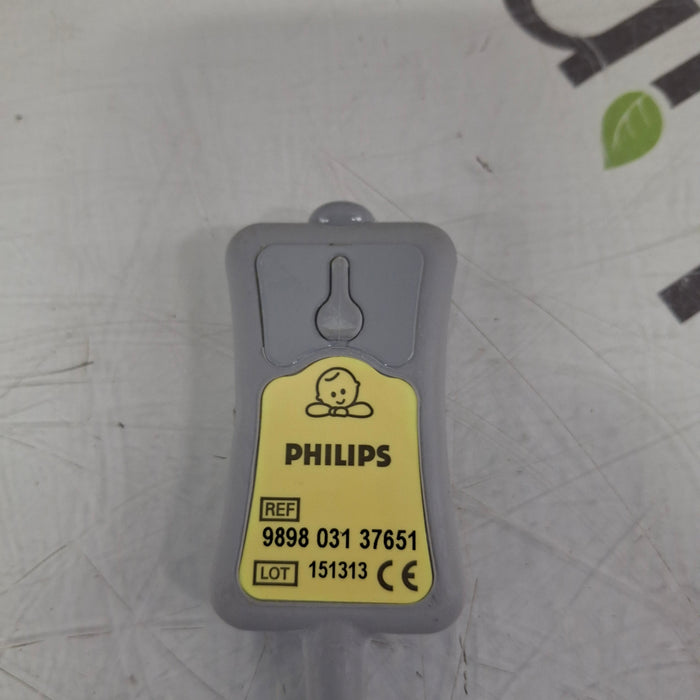 PHILIPS
REF
9898 031 37651
LOT 151313 CE